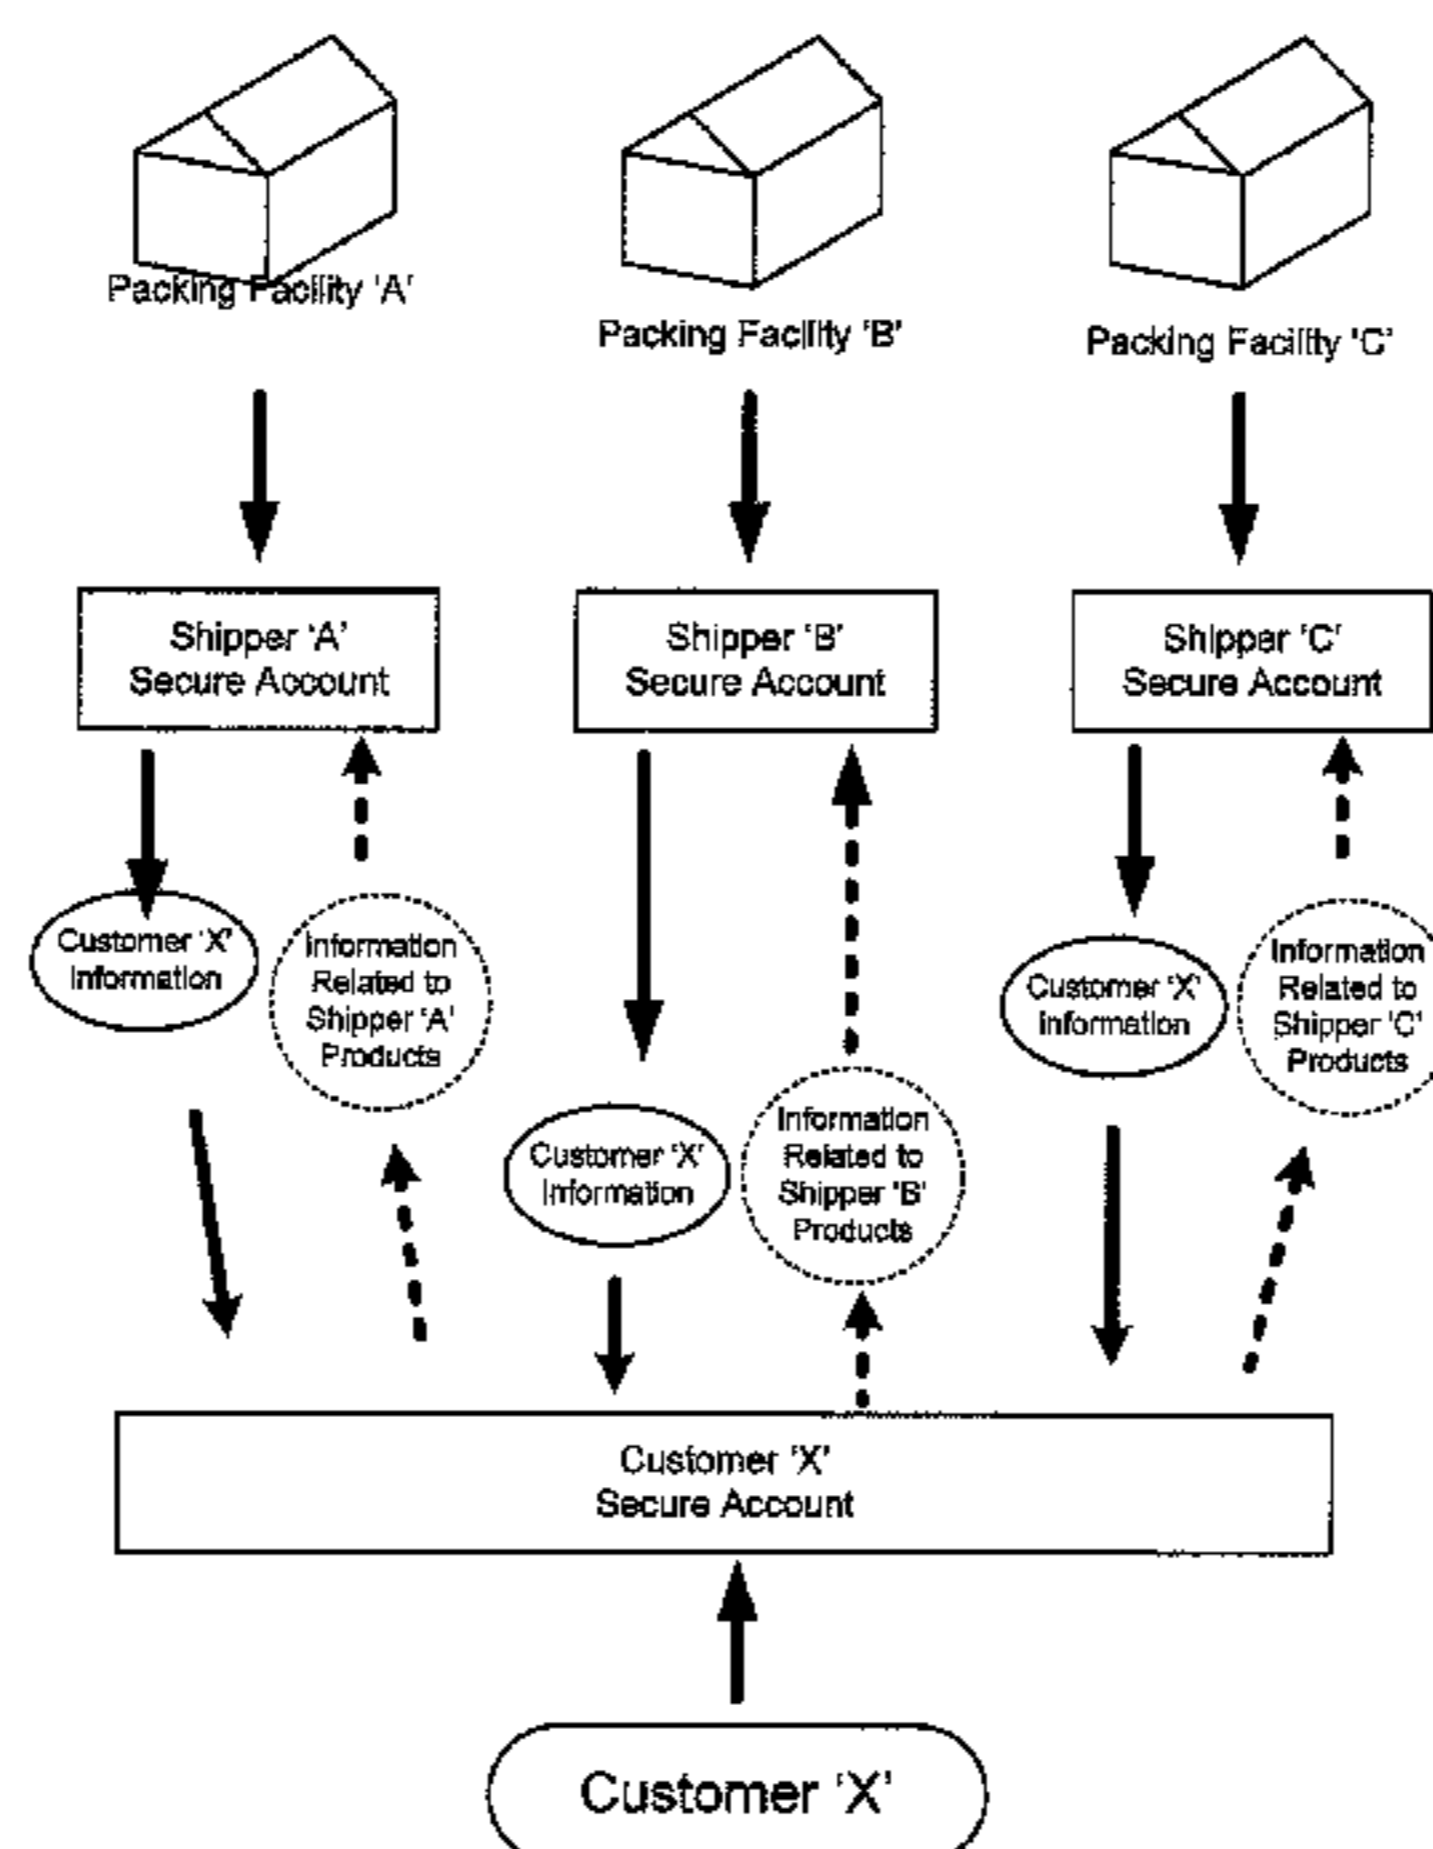 Packing Facility 'A'
Packing Facility 'B'
Packing Facility 'C'
Shipper 'A'
Secure Account
Shipper 'B'
Secure Account
Shipper 'C'
Secure Account
Customer 'X'
Information
Information
Related to
Shipper 'A'
Products
Customer 'X'
Information
Information
Related to
Shipper 'B'
Products
Customer 'X'
Information
Information
Related to
Shipper 'C'
Products
Customer 'X'
Secure Account
Customer 'X'